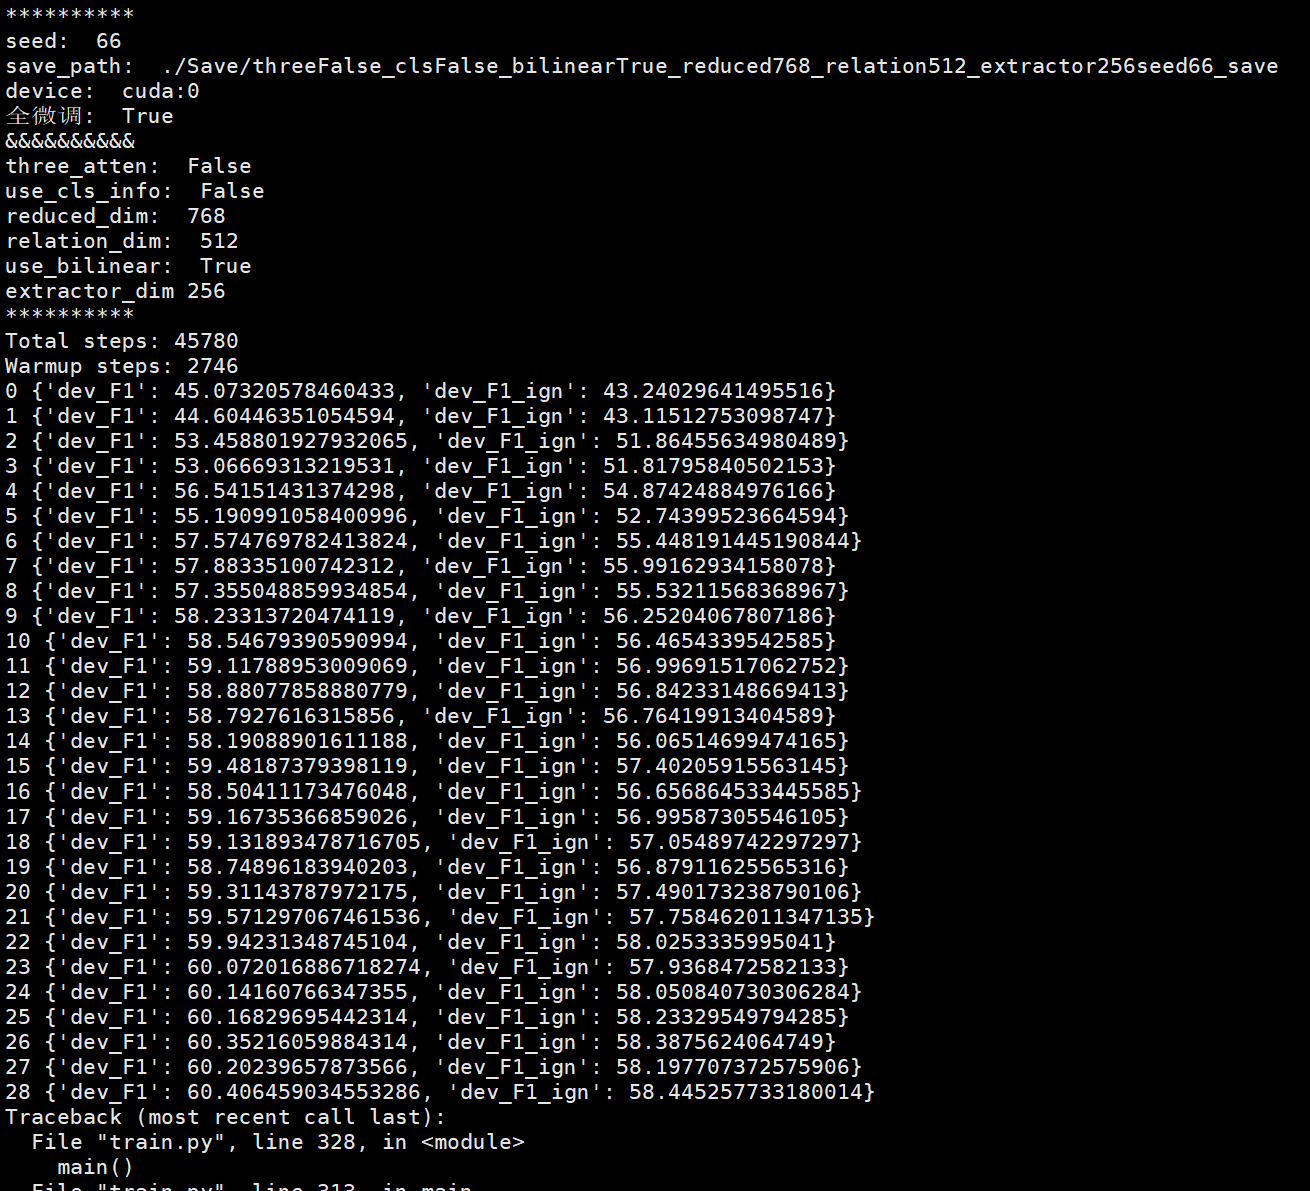 **********
seed:  66
save_path:  ./Save/threeFalse_clsFalse_bilinearTrue_reduced768_relation512_extractor256seed66_save
device:  cuda:0
全微调:  True
&&&&&&&&&&
three_atten:  False
use_cls_info:  False
reduced_dim:  768
relation_dim:  512
use_bilinear:  True
extractor_dim 256
**********
Total steps: 45780
Warmup steps: 2746
0 {'dev_F1': 45.07320578460433, 'dev_F1_ign': 43.24029641495516}
1 {'dev_F1': 44.60446351054594, 'dev_F1_ign': 43.11512753098747}
2 {'dev_F1': 53.458801927932065, 'dev_F1_ign': 51.86455634980489}
3 {'dev_F1': 53.06669313219531, 'dev_F1_ign': 51.81795840502153}
4 {'dev_F1': 56.54151431374298, 'dev_F1_ign': 54.87424884976166}
5 {'dev_F1': 55.190991058400996, 'dev_F1_ign': 52.74399523664594}
6 {'dev_F1': 57.574769782413824, 'dev_F1_ign': 55.448191445190844}
7 {'dev_F1': 57.88335100742312, 'dev_F1_ign': 55.99162934158078}
8 {'dev_F1': 57.355048859934854, 'dev_F1_ign': 55.53211568368967}
9 {'dev_F1': 58.23313720474119, 'dev_F1_ign': 56.25204067807186}
10 {'dev_F1': 58.54679390590994, 'dev_F1_ign': 56.4654339542585}
11 {'dev_F1': 59.11788953009069, 'dev_F1_ign': 56.99691517062752}
12 {'dev_F1': 58.88077858880779, 'dev_F1_ign': 56.84233148669413}
13 {'dev_F1': 58.7927616315856, 'dev_F1_ign': 56.76419913404589}
14 {'dev_F1': 58.19088901611188, 'dev_F1_ign': 56.06514699474165}
15 {'dev_F1': 59.48187379398119, 'dev_F1_ign': 57.40205915563145}
16 {'dev_F1': 58.50411173476048, 'dev_F1_ign': 56.656864533445585}
17 {'dev_F1': 59.16735366859026, 'dev_F1_ign': 56.99587305546105}
18 {'dev_F1': 59.131893478716705, 'dev_F1_ign': 57.05489742297297}
19 {'dev_F1': 58.74896183940203, 'dev_F1_ign': 56.87911625565316}
20 {'dev_F1': 59.31143787972175, 'dev_F1_ign': 57.490173238790106}
21 {'dev_F1': 59.571297067461536, 'dev_F1_ign': 57.758462011347135}
22 {'dev_F1': 59.94231348745104, 'dev_F1_ign': 58.0253335995041}
23 {'dev_F1': 60.072016886718274, 'dev_F1_ign': 57.9368472582133}
24 {'dev_F1': 60.14160766347355, 'dev_F1_ign': 58.050840730306284}
25 {'dev_F1': 60.16829695442314, 'dev_F1_ign': 58.23329549794285}
26 {'dev_F1': 60.35216059884314, 'dev_F1_ign': 58.3875624064749}
27 {'dev_F1': 60.20239657873566, 'dev_F1_ign': 58.197707372575906}
28 {'dev_F1': 60.406459034553286, 'dev_F1_ign': 58.445257733180014}
Traceback (most recent call last):
  File "train.py", line 328, in <module>
    main()
  File "train.py", line 313, in main